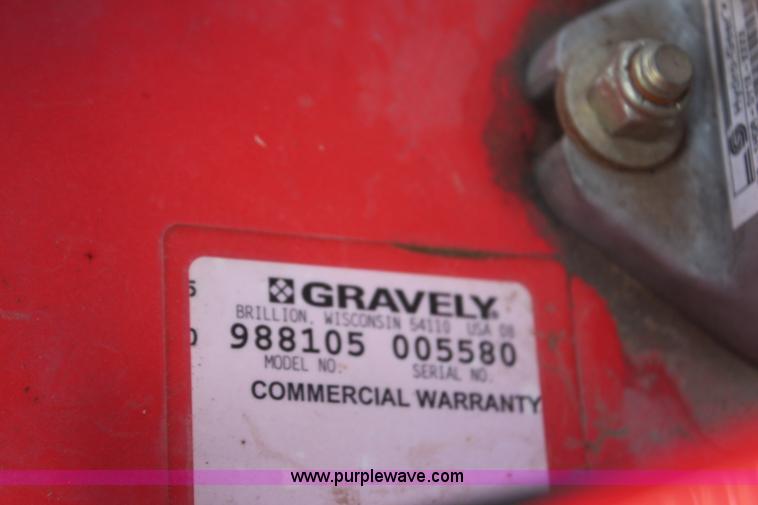 GRAVELY
BRILLION, WISCONSIN 54110 USA 08
988105 005580
MODEL NO. SERIAL NO.
COMMERCIAL WARRANTY
www.purplewave.com